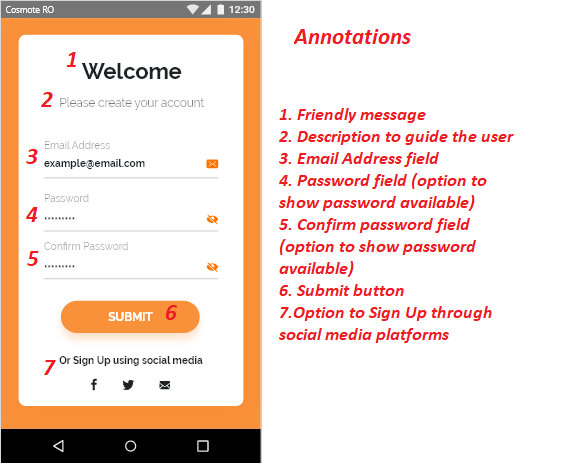 Cosmote RO 12:30
Annotations
1 Welcome
2 Please create your account
Email Address
3 example@email.com
Password
4 *********
Confirm Password
5 *********
SUBMIT 6
Or Sign Up using social media
7
1. Friendly message
2. Description to guide the user
3. Email Address field
4. Password field (option to
show password available)
5. Confirm password field
(option to show password
available)
6. Submit button
7.Option to Sign Up through
social media platforms